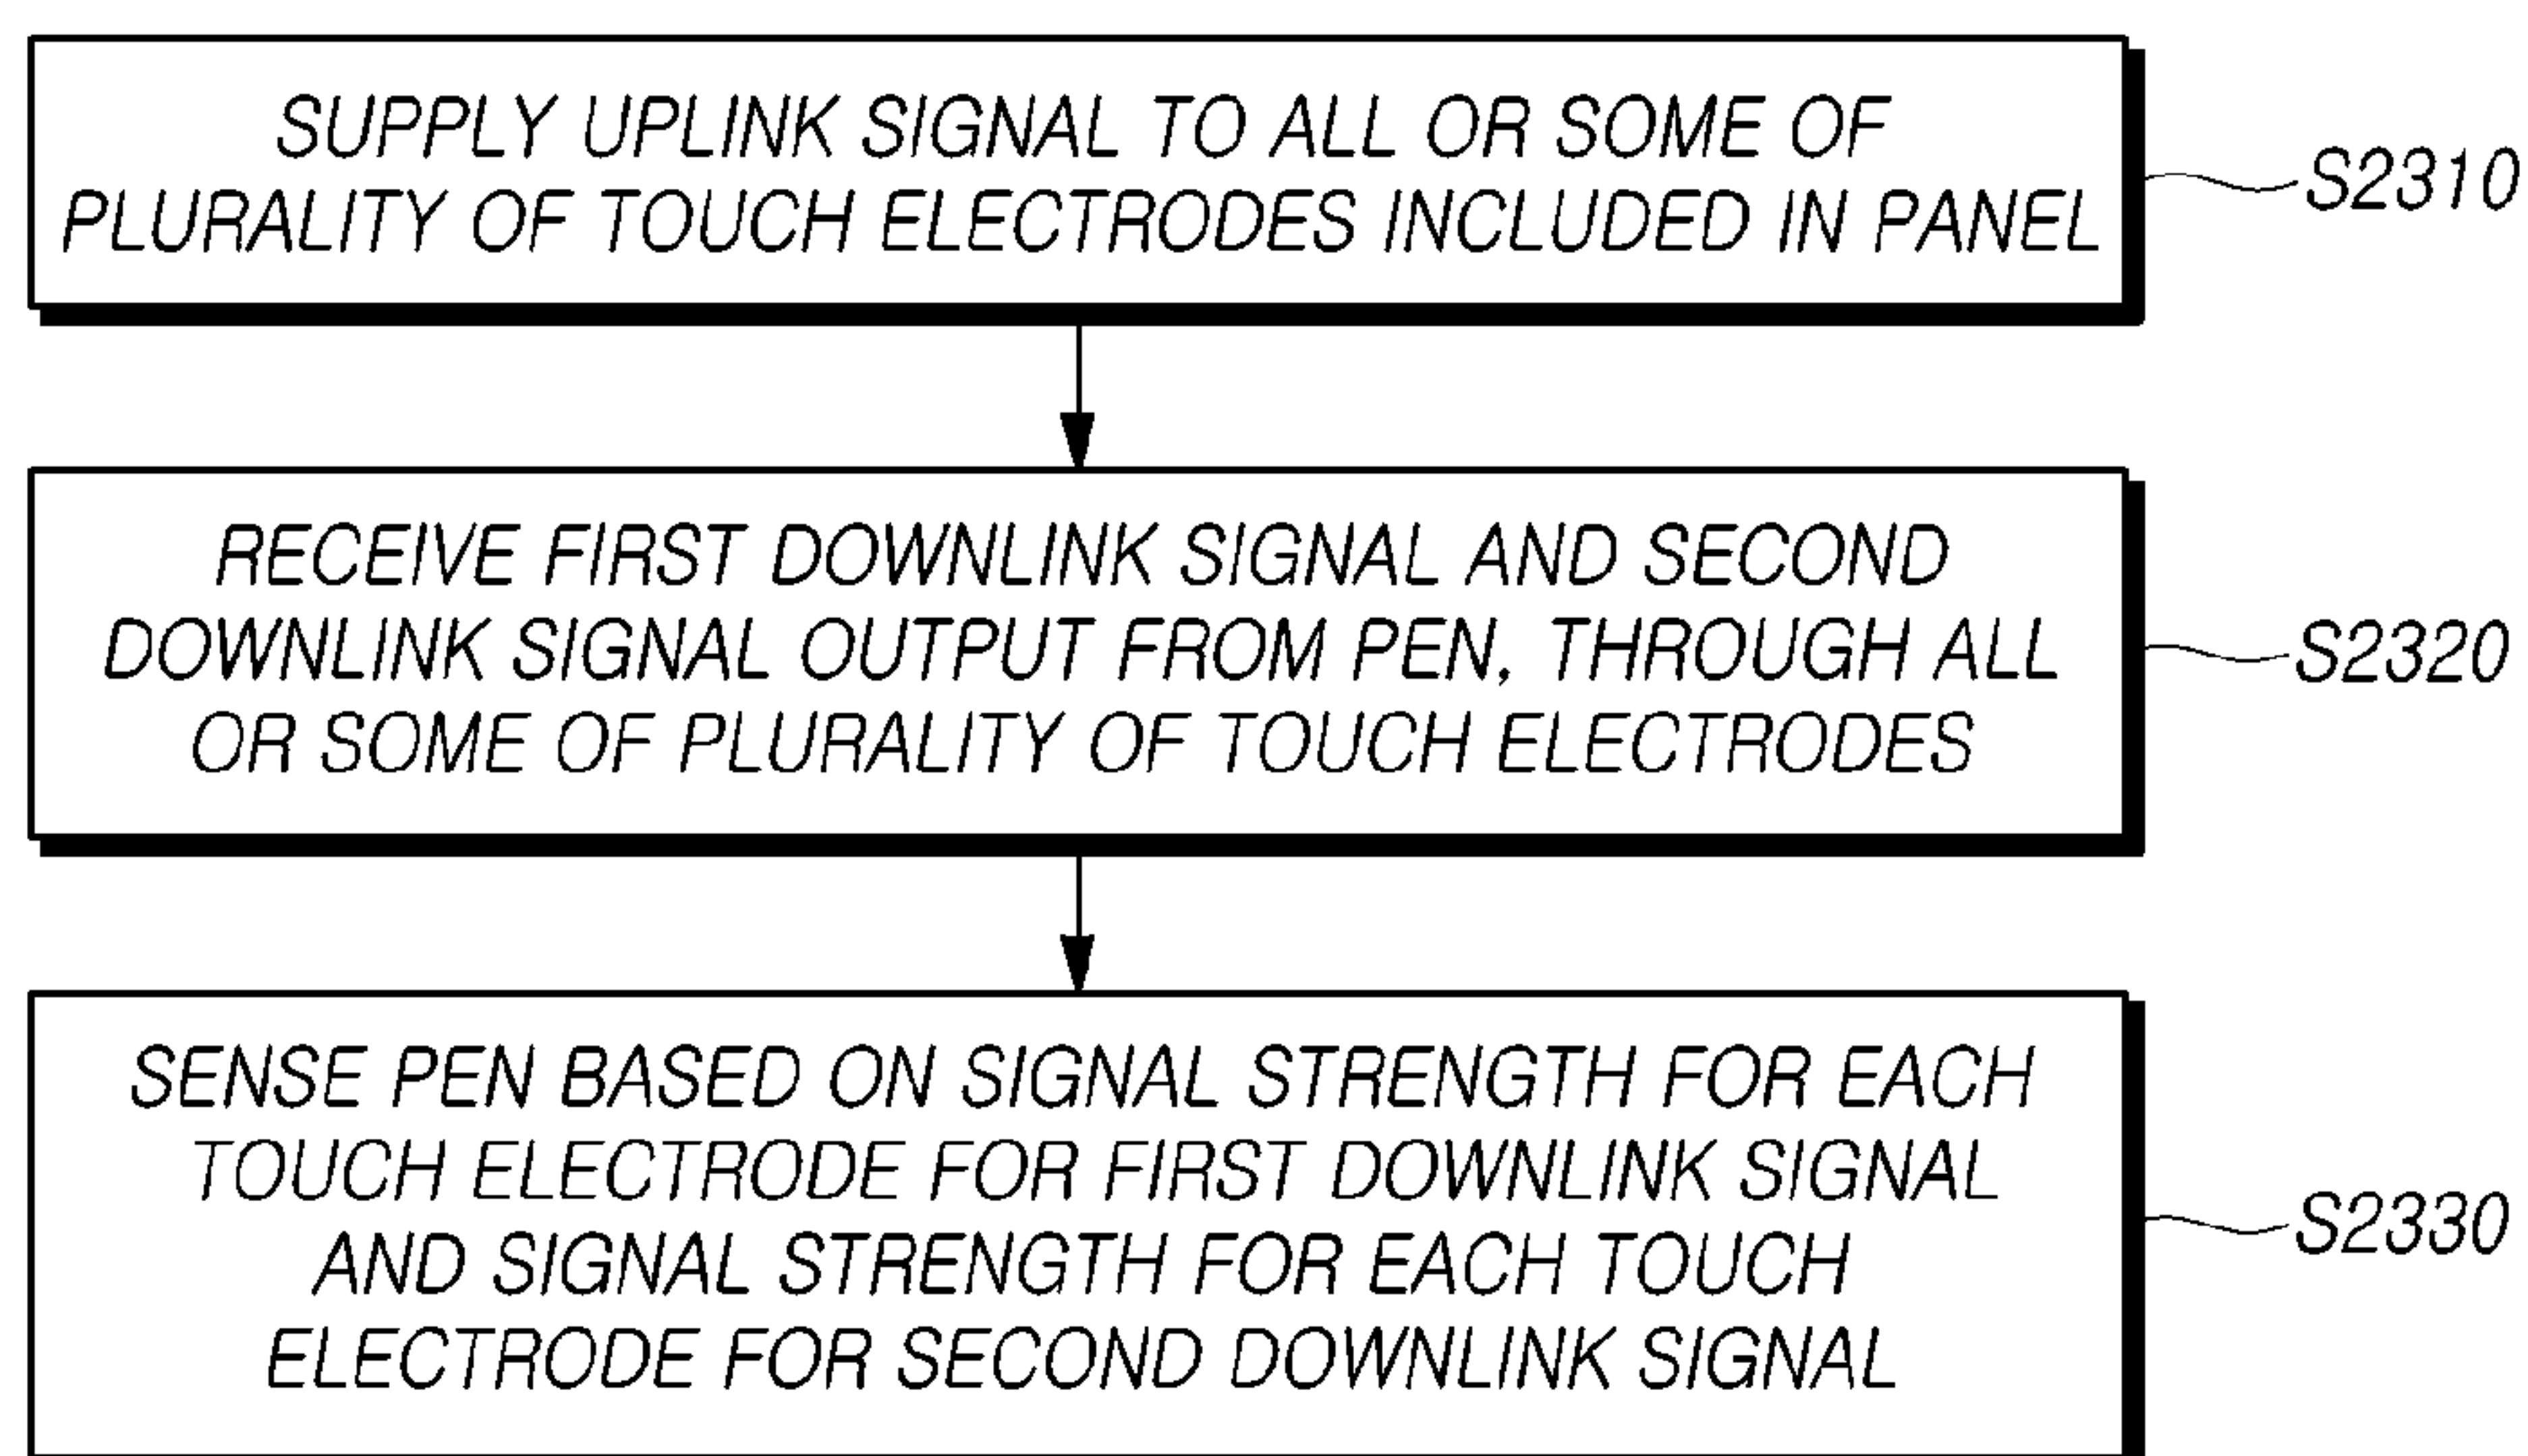 SUPPLY UPLINK SIGNAL TO ALL OR SOME OF
PLURALITY OF TOUCH ELECTRODES INCLUDED IN PANEL
S2310
RECEIVE FIRST DOWNLINK SIGNAL AND SECOND
DOWNLINK SIGNAL OUTPUT FROM PEN, THROUGH ALL
OR SOME OF PLURALITY OF TOUCH ELECTRODES
S2320
SENSE PEN BASED ON SIGNAL STRENGTH FOR EACH
TOUCH ELECTRODE FOR FIRST DOWNLINK SIGNAL
AND SIGNAL STRENGTH FOR EACH TOUCH
ELECTRODE FOR SECOND DOWNLINK SIGNAL
S2330